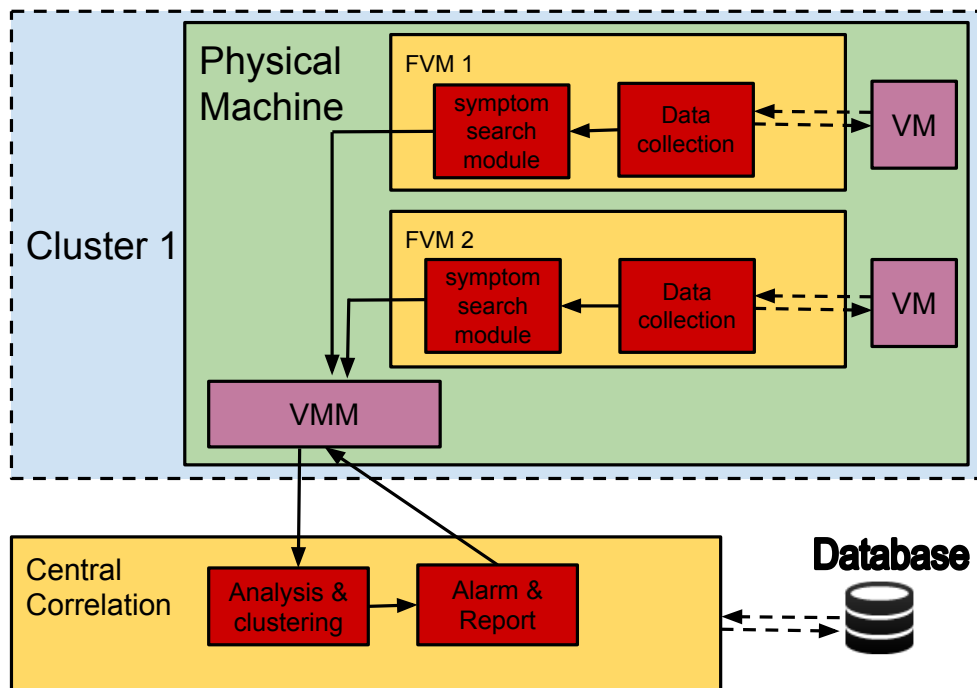 Physical
Machine
FVM 1
symptom
search
module
Data
collection
VM
Cluster 1
FVM 2
symptom
search
module
Data
collection
VM
VMM
Central
Correlation
Analysis &
clustering
Alarm &
Report
Database